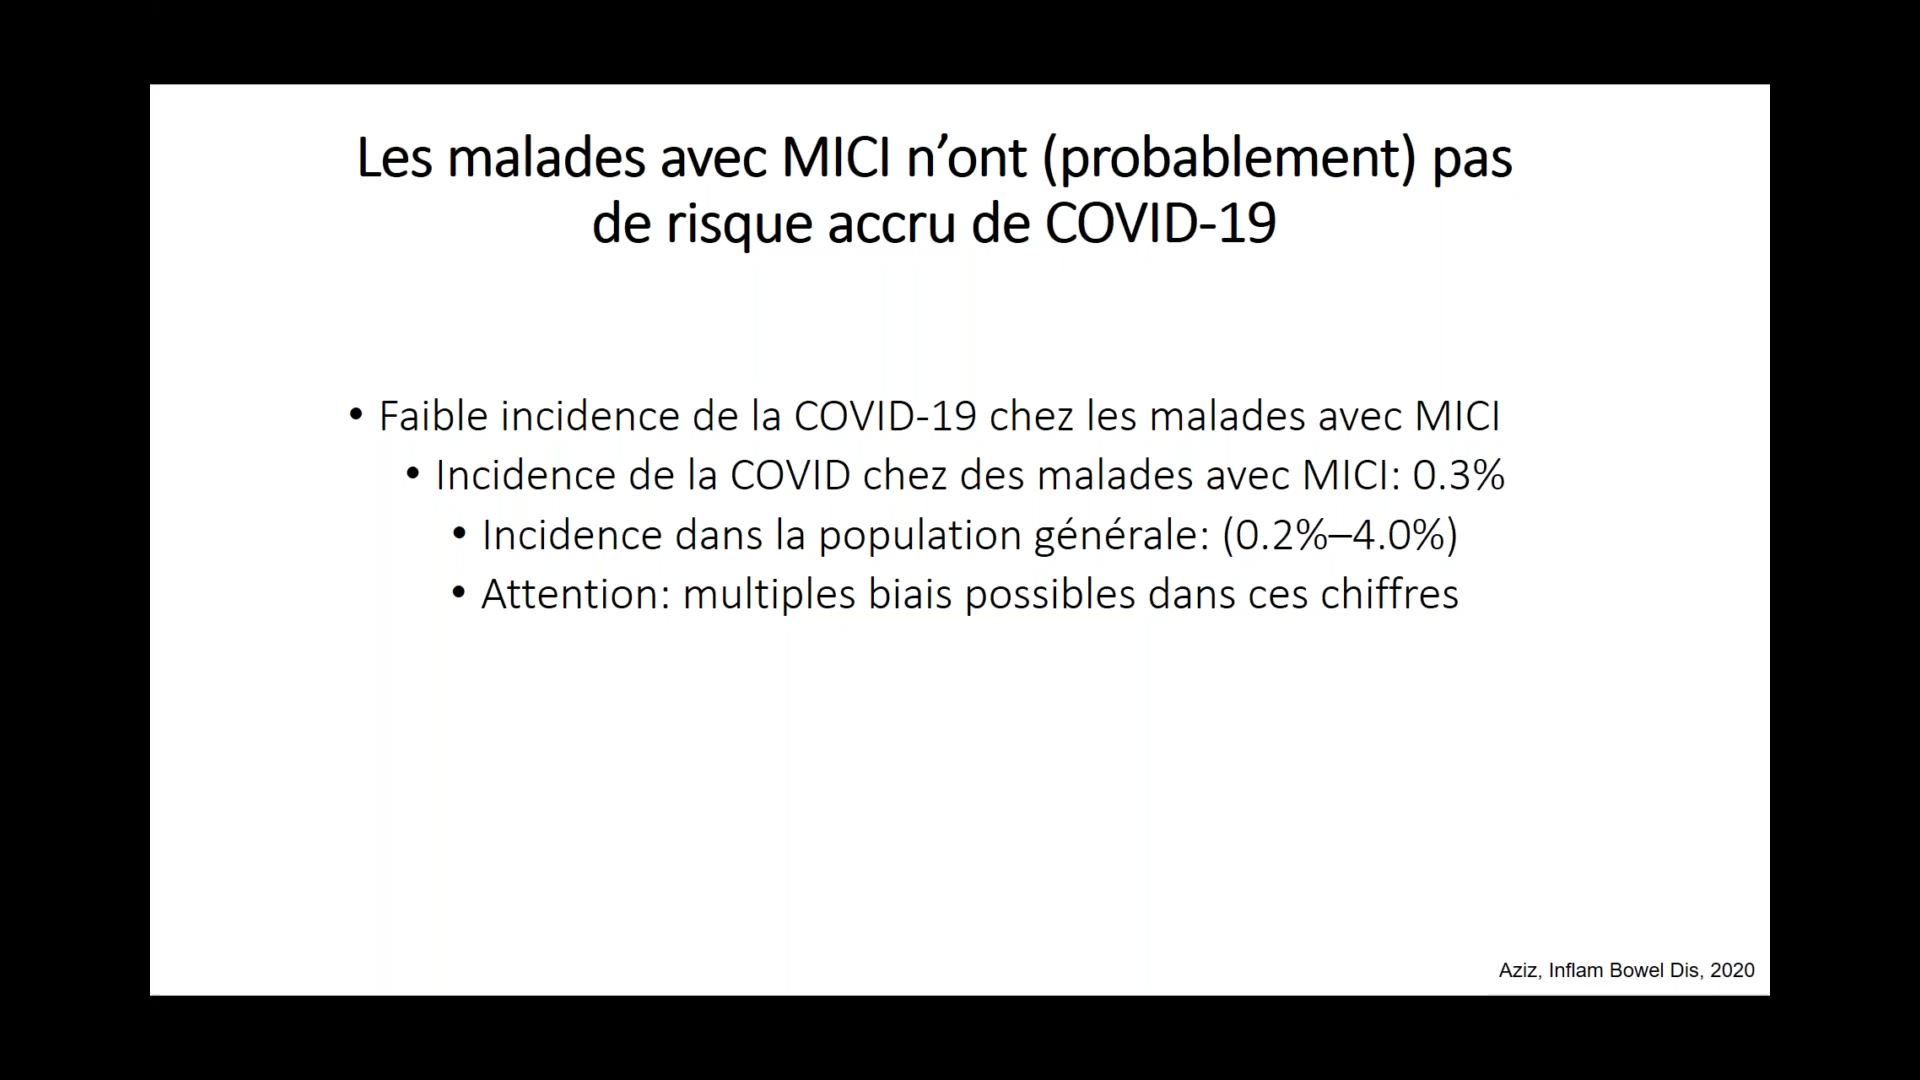 Les malades avec MICI n’ont (probablement) pas
de risque accru de COVID-19
• Faible incidence de la COVID-19 chez les malades avec MICI
• Incidence de la COVID chez des malades avec MICI: 0.3%
• Incidence dans la population générale: (0.2%–4.0%)
• Attention: multiples biais possibles dans ces chiffres
Aziz, Inflam Bowel Dis, 2020